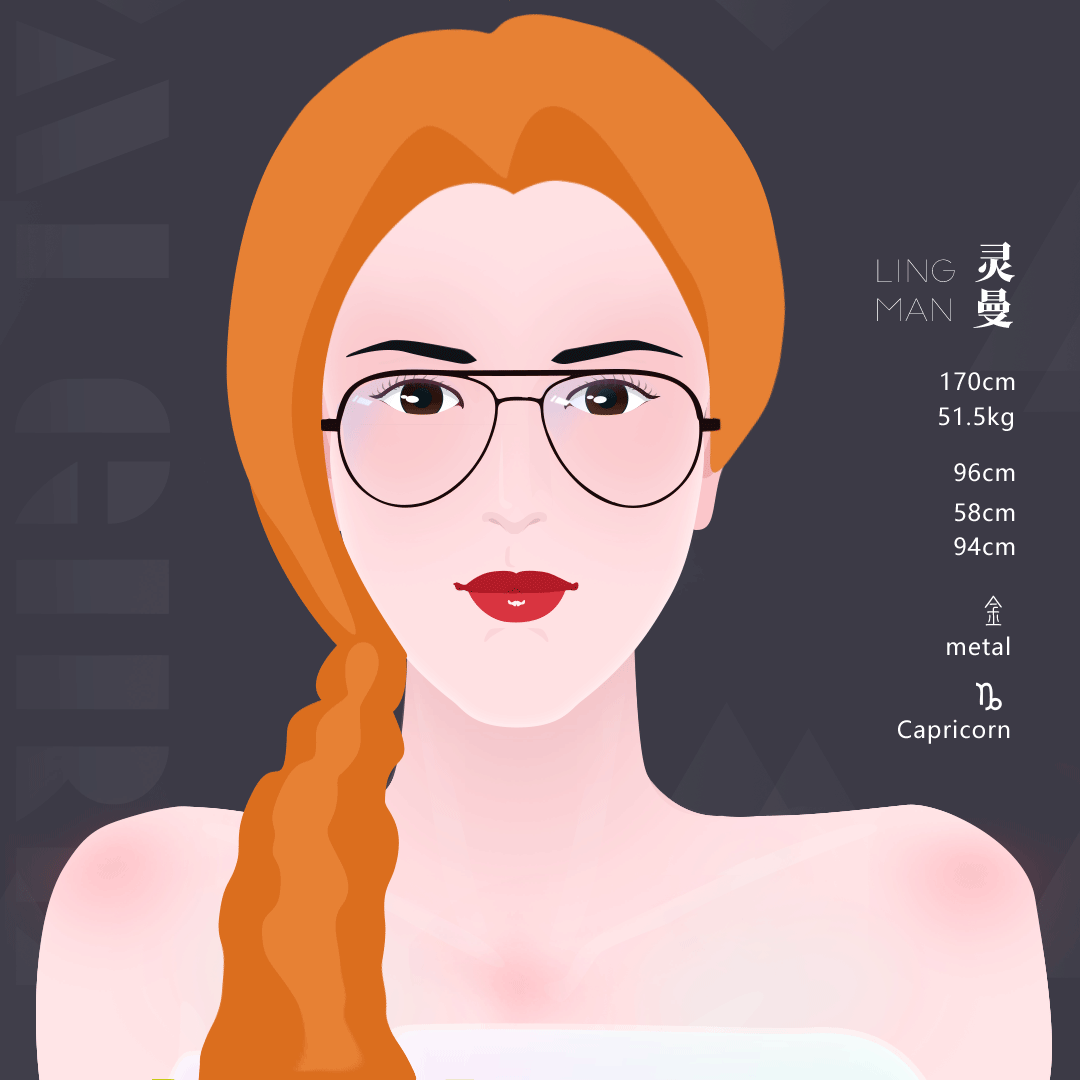 LING
MAN
灵曼
170cm
51.5kg
96cm
58cm
94cm
金
metal
Capricorn